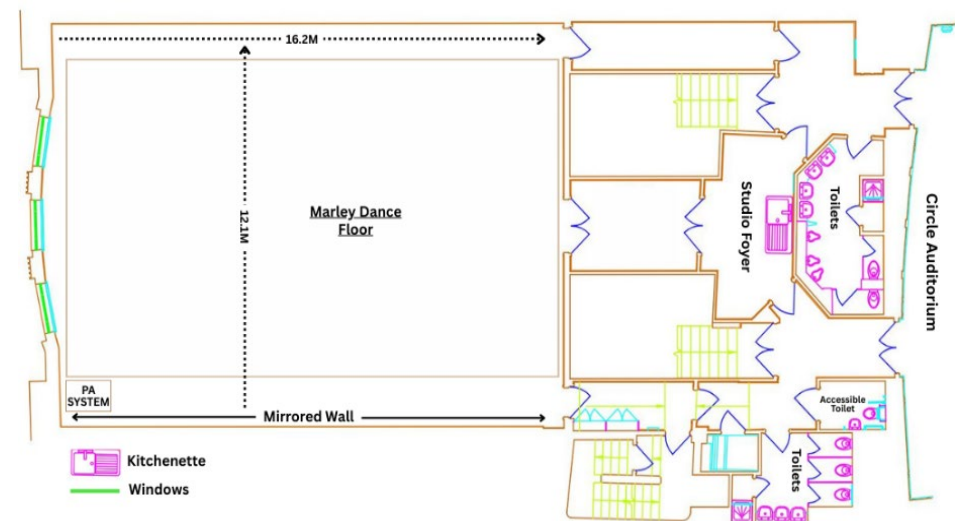 16.2M
12.1M
Marley Dance
Floor
Studio Foyer
Toilets
Circle Auditorium
PA
SYSTEM
Mirrored Wall
Accessible
Toilet
Toilets
Kitchenette
Windows